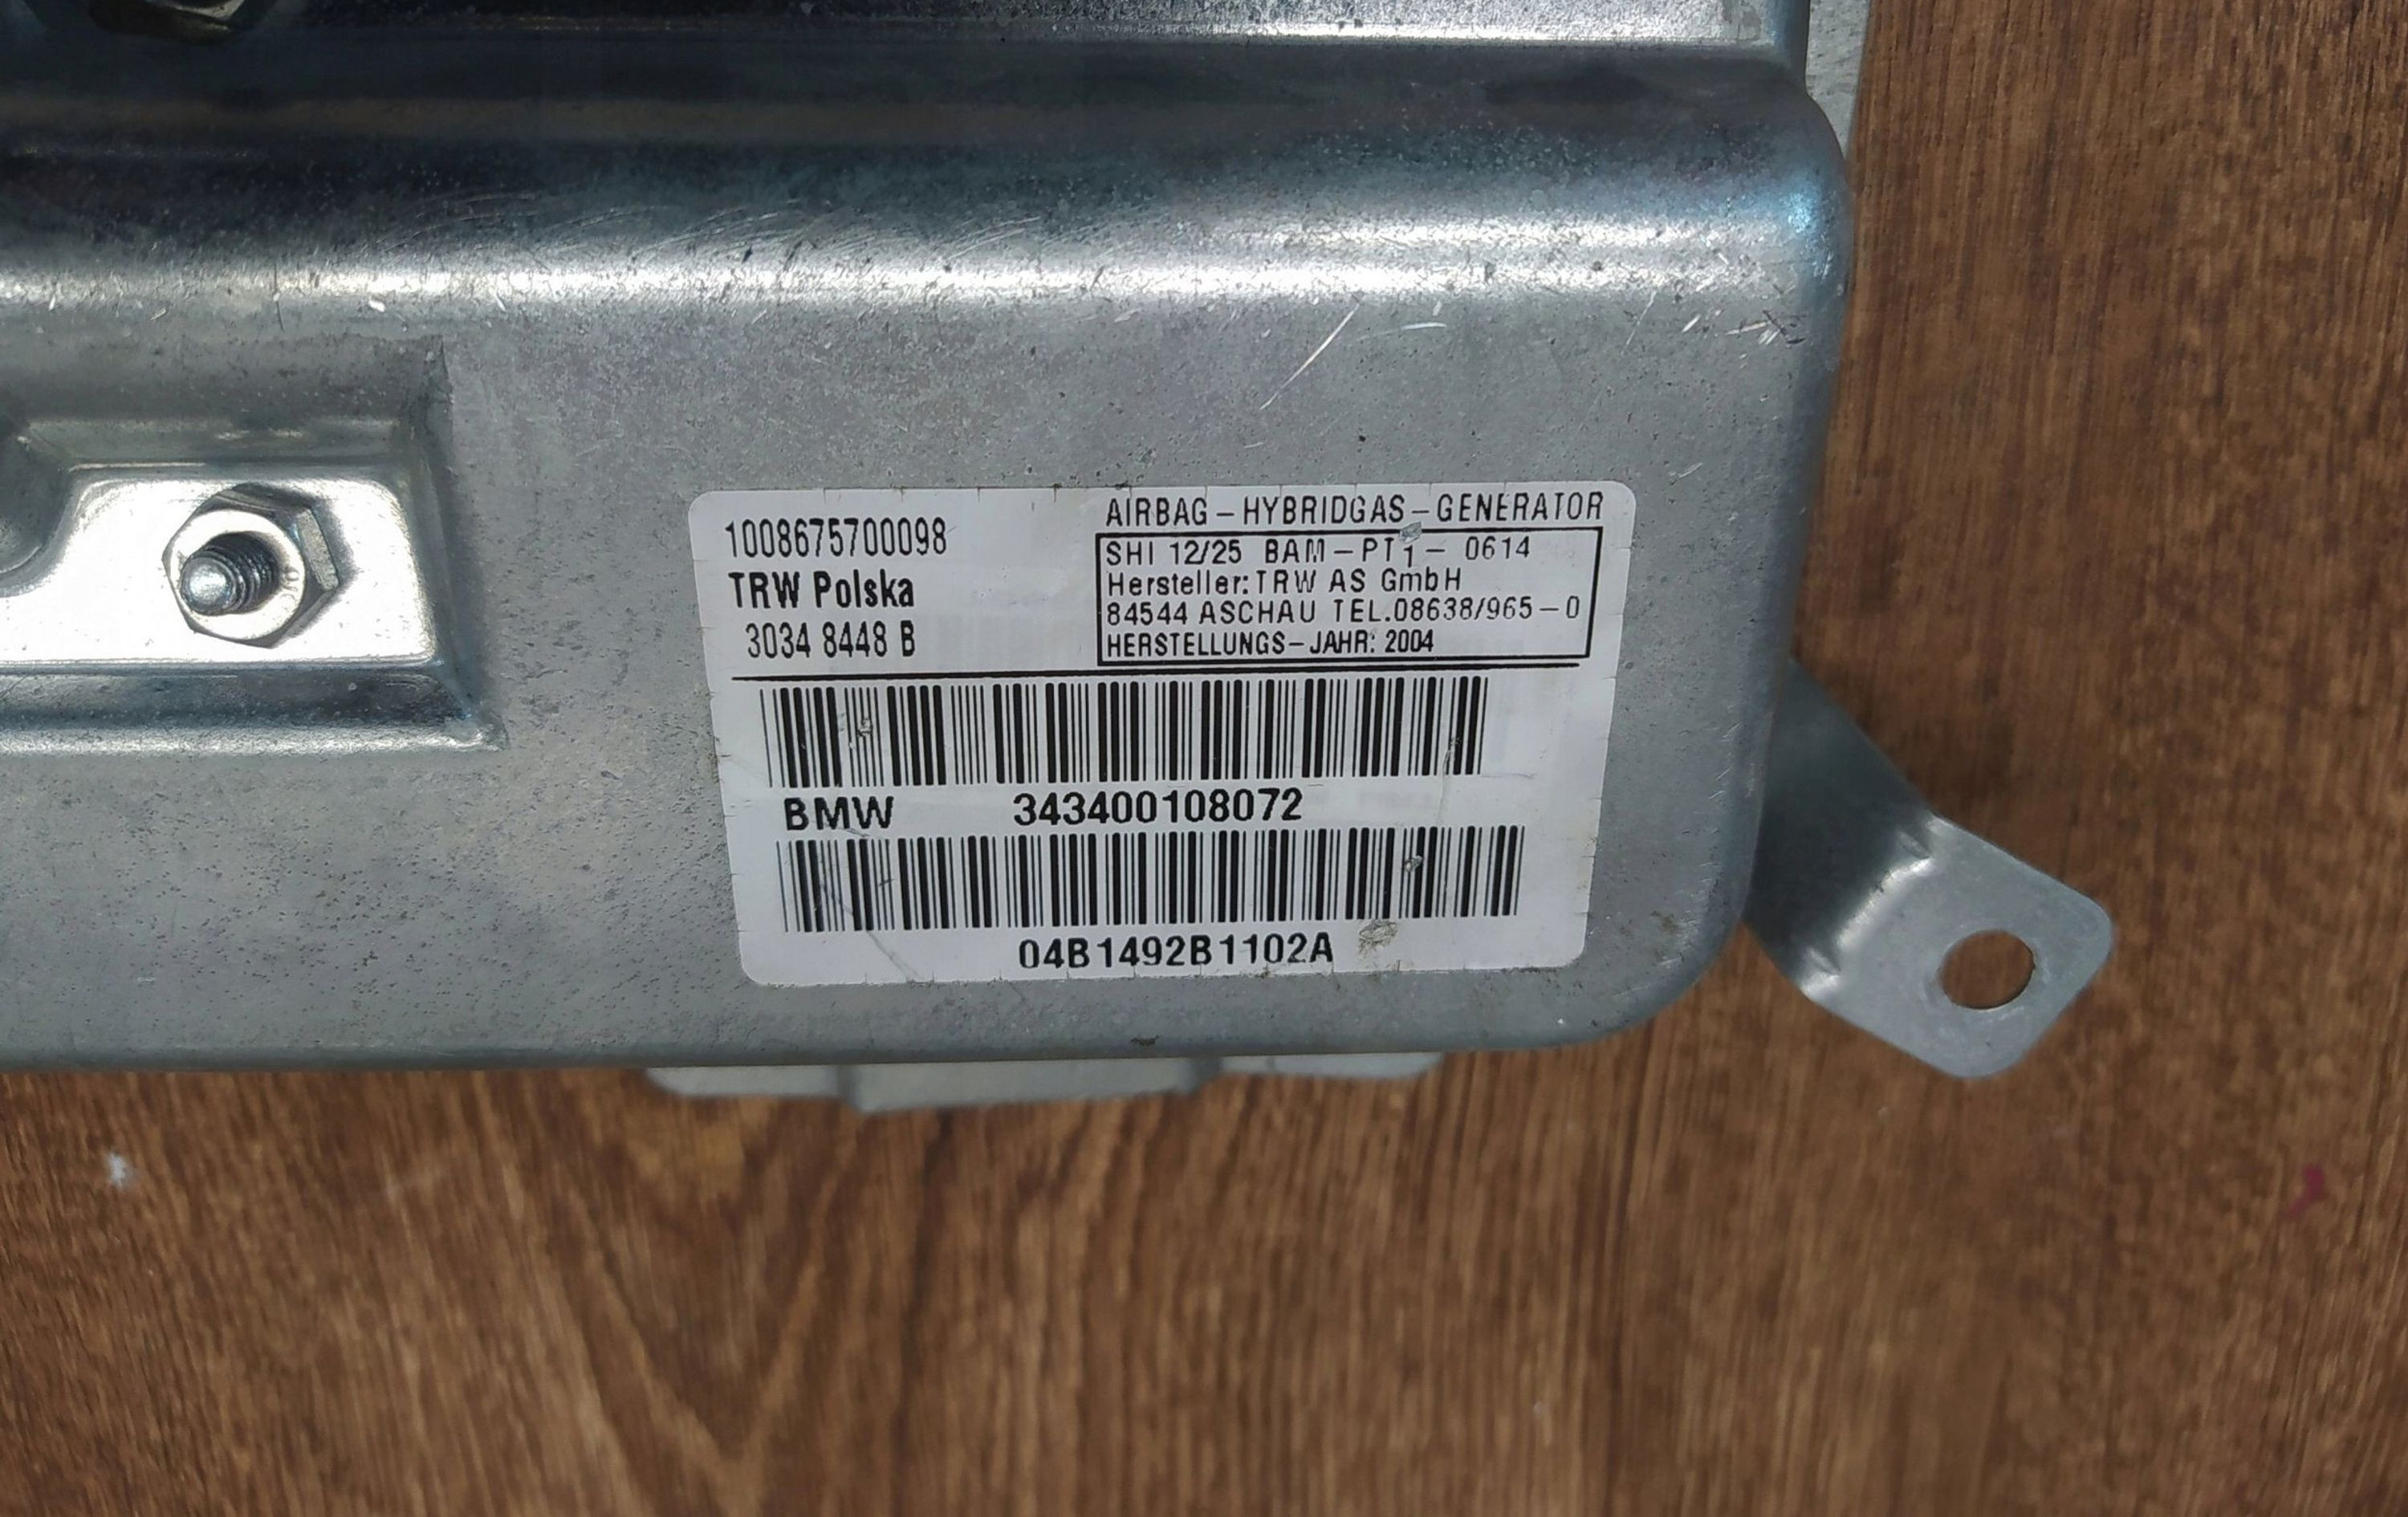 1008675700098
TRW Polska
3034 8448 B
AIRBAG-HYBRIDGAS-GENERATOR
SHI 12/25 BAM-PT1- 0614
Hersteller:TRW AS GmbH
84544 ASCHAU TEL.08638/965-0
HERSTELLUNGS-JAHR: 2004
BMW 343400108072
04B1492B1102A